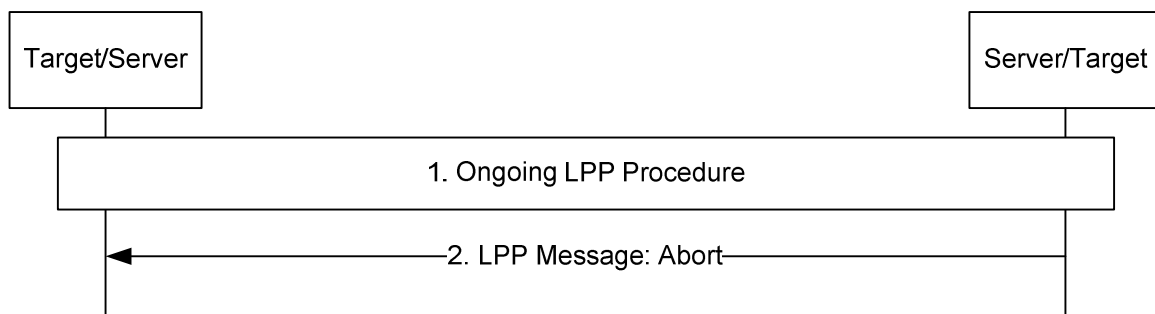 Target/Server
Server/Target
1. Ongoing LPP Procedure
2. LPP Message: Abort